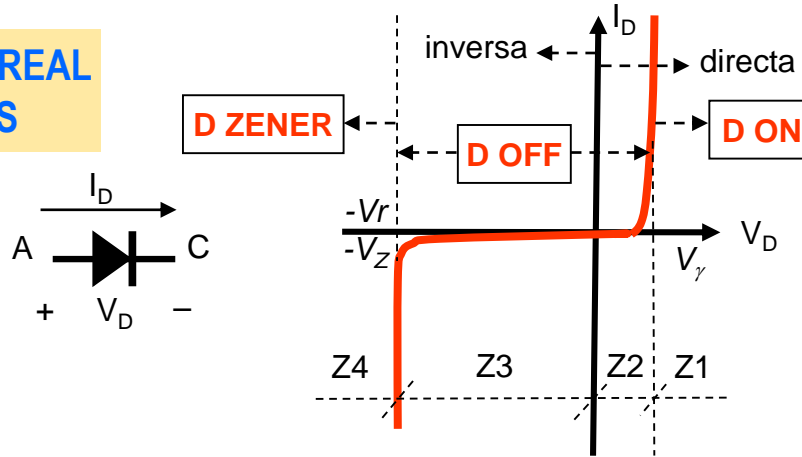 REAL
S
I_D
inversa
directa
D ZENER
D OFF
D ON
I_D
A
C
+ V_D –
-Vr
-V_Z
V_γ
V_D
Z4 Z3 Z2 Z1